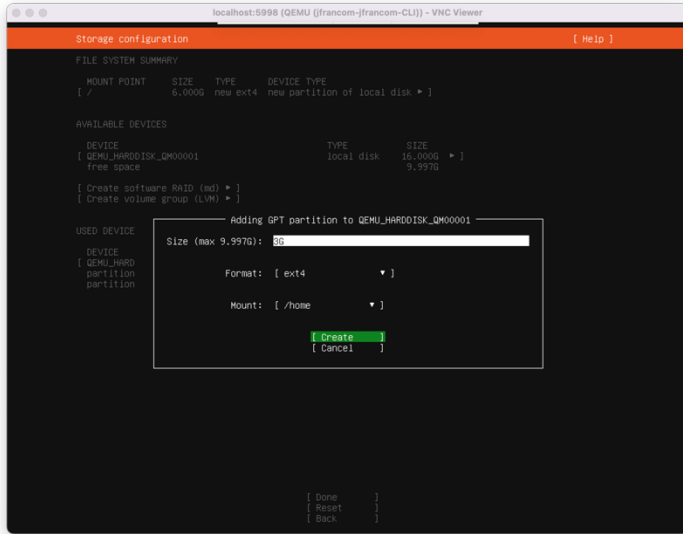 localhost:5998 (QEMU (jfrancom-jfrancom-CLI)) - VNC Viewer
Storage configuration [ Help ]
FILE SYSTEM SUMMARY
MOUNT POINT SIZE TYPE DEVICE TYPE
[ / 6.000G new ext4 new partition of local disk ▸ ]
AVAILABLE DEVICES
DEVICE TYPE SIZE
[ QEMU_HARDDISK_QM00001 local disk 16.000G ▸ ]
free space 9.997G
[ Create software RAID (md) ▸ ]
[ Create volume group (LVM) ▸ ]
USED DEVICE
DEVICE
[ QEMU_HARD
partition
partition
Adding GPT partition to QEMU_HARDDISK_QM00001
Size (max 9.997G): 3G
Format: [ ext4 ▾ ]
Mount: [ /home ▾ ]
[ Create ]
[ Cancel ]
[ Done ]
[ Reset ]
[ Back ]